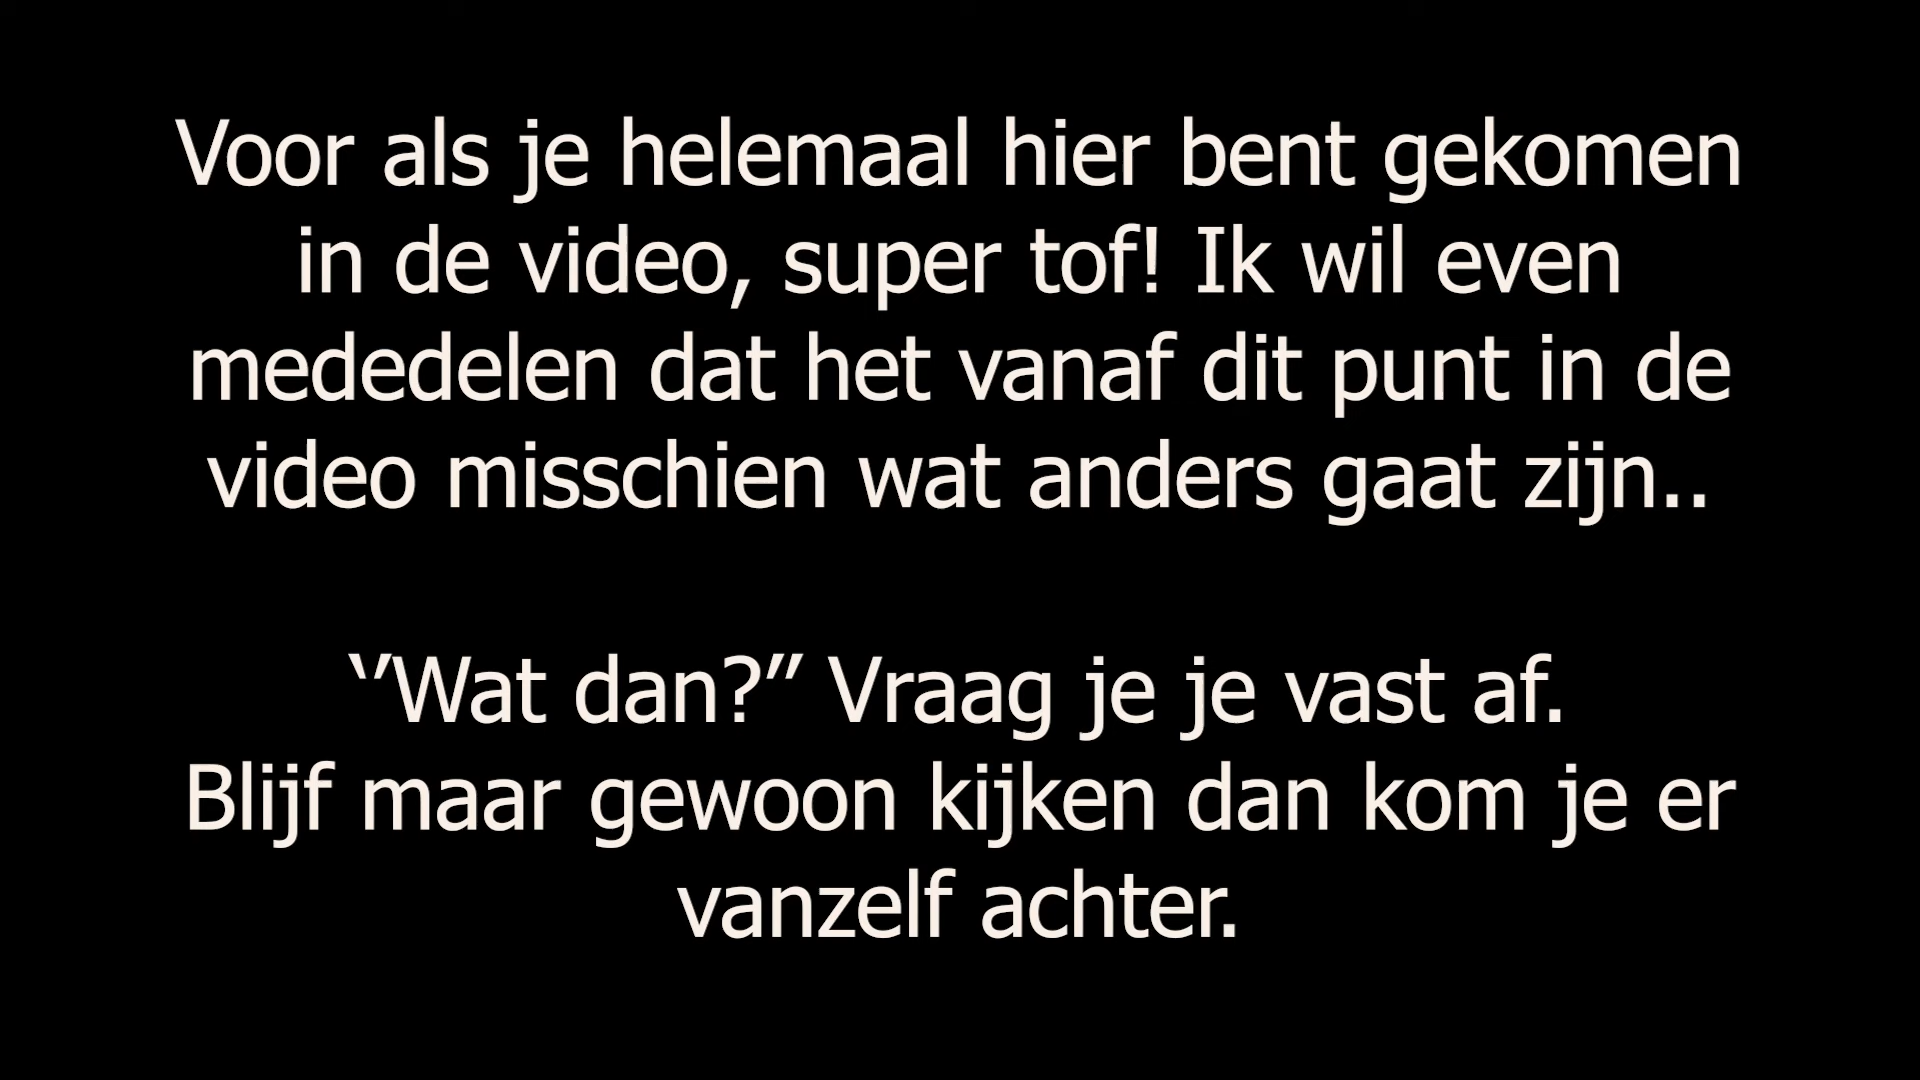 Voor als je helemaal hier bent gekomen
in de video, super tof! Ik wil even
mededelen dat het vanaf dit punt in de
video misschien wat anders gaat zijn..
‘’Wat dan?’’ Vraag je je vast af.
Blijf maar gewoon kijken dan kom je er
vanzelf achter.